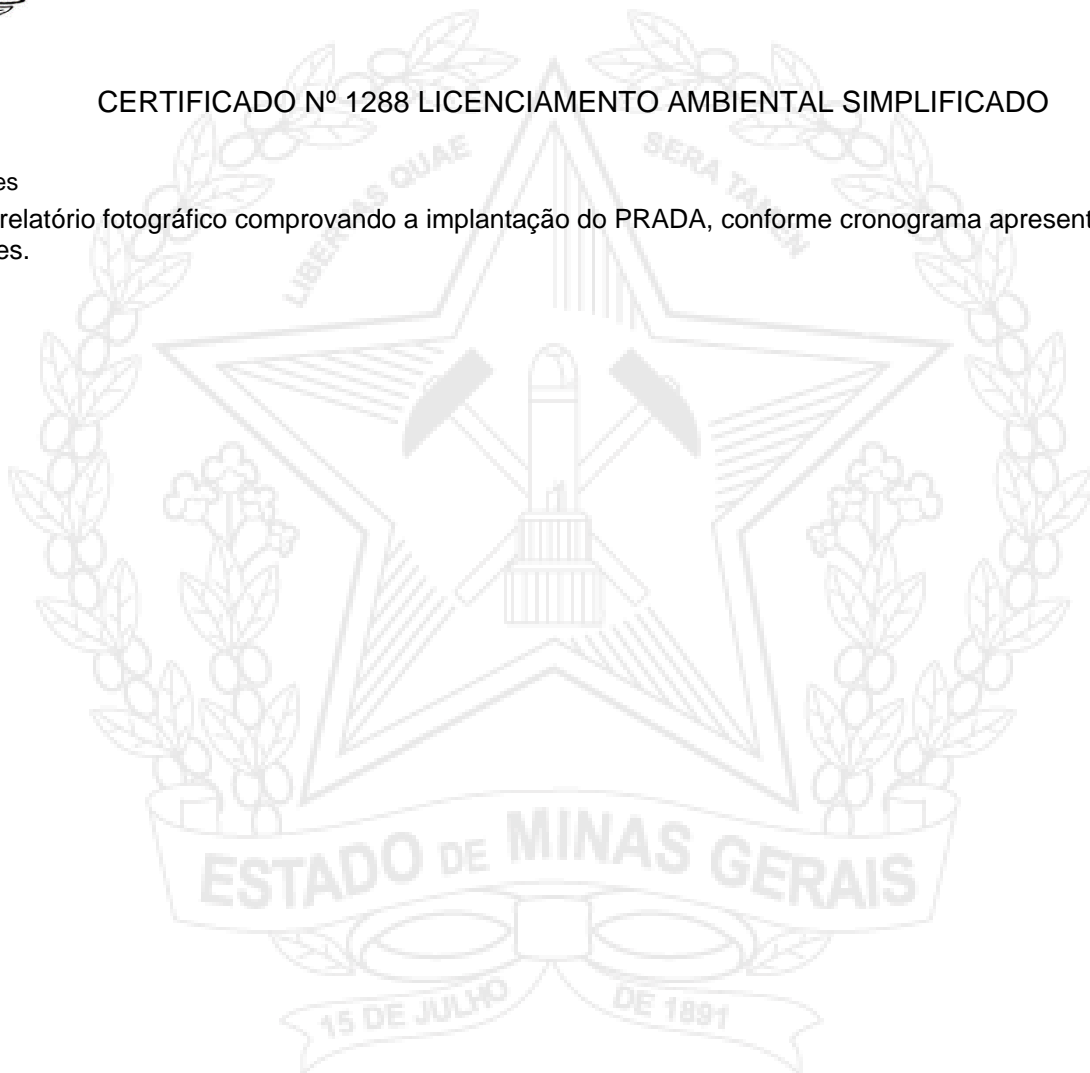 CERTIFICADO Nº 1288 LICENCIAMENTO AMBIENTAL SIMPLIFICADO
es
relatório fotográfico comprovando a implantação do PRADA, conforme cronograma apresent
es.
LIBERTAS QUAE SERA TAMEN
ESTADO DE MINAS GERAIS
15 DE JULHO DE 1891